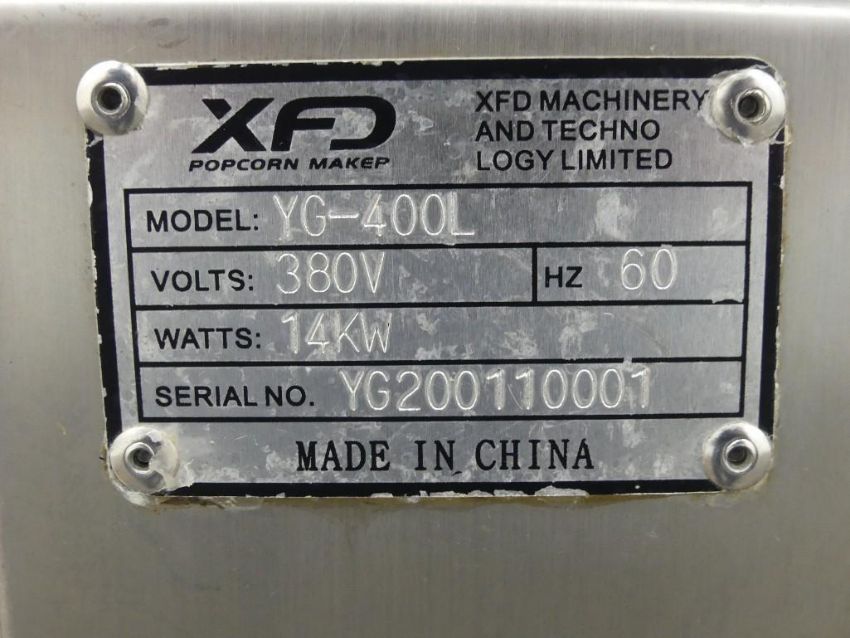 XFD
POPCORN MAKEP
XFD MACHINERY
AND TECHNO
LOGY LIMITED
MODEL: YG-400L
VOLTS: 380V HZ 60
WATTS: 14KW
SERIAL NO. YG200110001
MADE IN CHINA